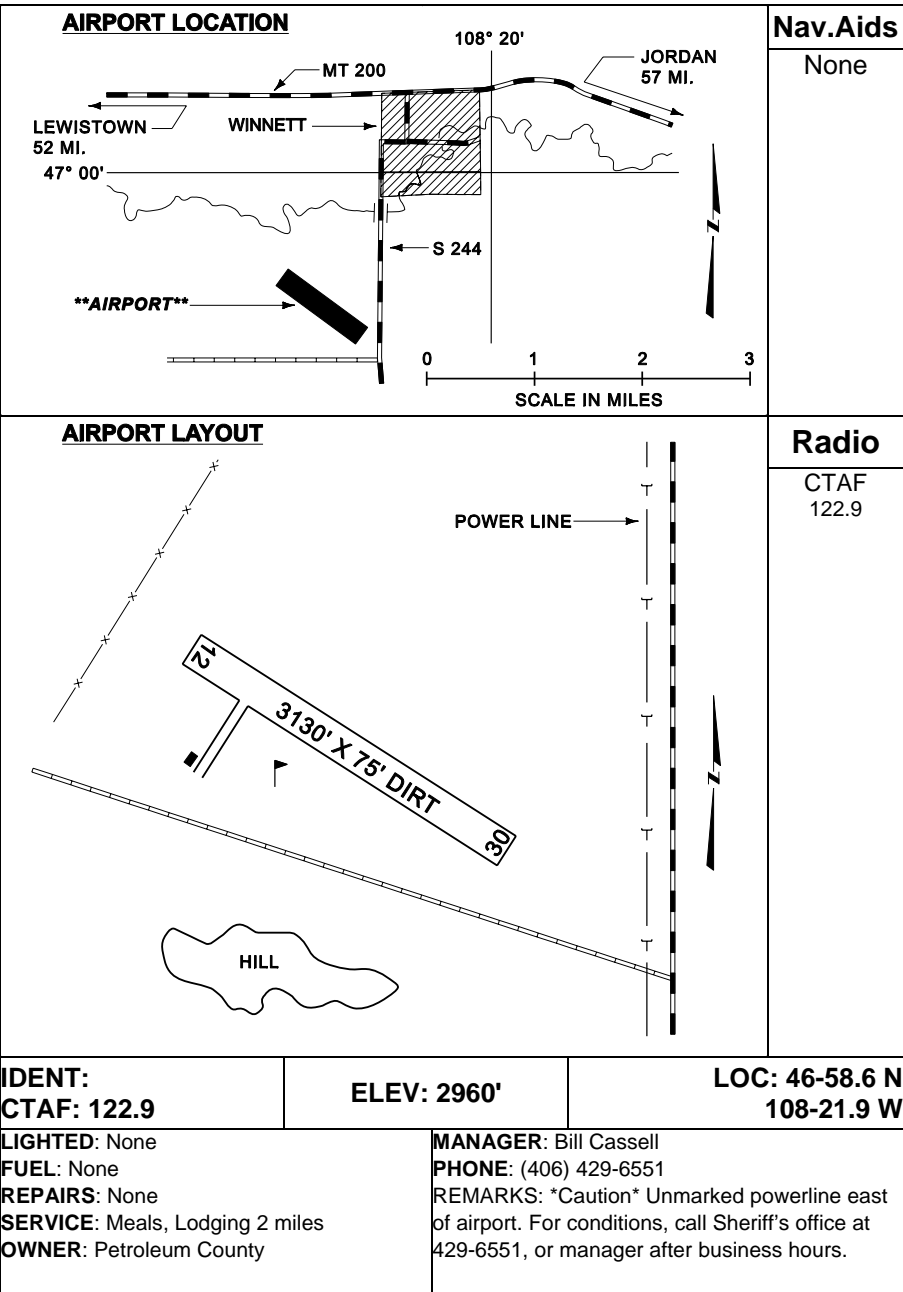 AIRPORT LOCATION
Nav.Aids
None
108° 20'
MT 200
JORDAN
57 MI.
LEWISTOWN
52 MI.
WINNETT
47° 00'
N
S 244
**AIRPORT**
0 1 2 3
SCALE IN MILES
AIRPORT LAYOUT
Radio
CTAF
122.9
POWER LINE
12
3130' X 75' DIRT
30
N
HILL
IDENT:
CTAF: 122.9
ELEV: 2960'
LOC: 46-58.6 N
108-21.9 W
LIGHTED: None
FUEL: None
REPAIRS: None
SERVICE: Meals, Lodging 2 miles
OWNER: Petroleum County
MANAGER: Bill Cassell
PHONE: (406) 429-6551
REMARKS: *Caution* Unmarked powerline east
of airport. For conditions, call Sheriff's office at
429-6551, or manager after business hours.